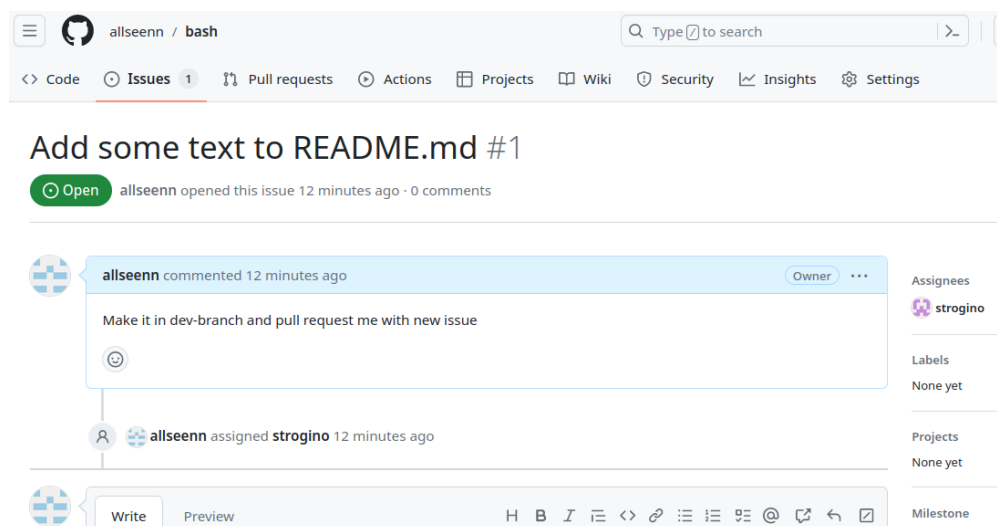 allseenn / bash
Type / to search
Code Issues 1 Pull requests Actions Projects Wiki Security Insights Settings
Add some text to README.md #1
Open allseenn opened this issue 12 minutes ago · 0 comments
allseenn commented 12 minutes ago Owner ···
Make it in dev-branch and pull request me with new issue
allseenn assigned strogino 12 minutes ago
Assignees
strogino
Labels
None yet
Projects
None yet
Milestone
Write Preview H B I